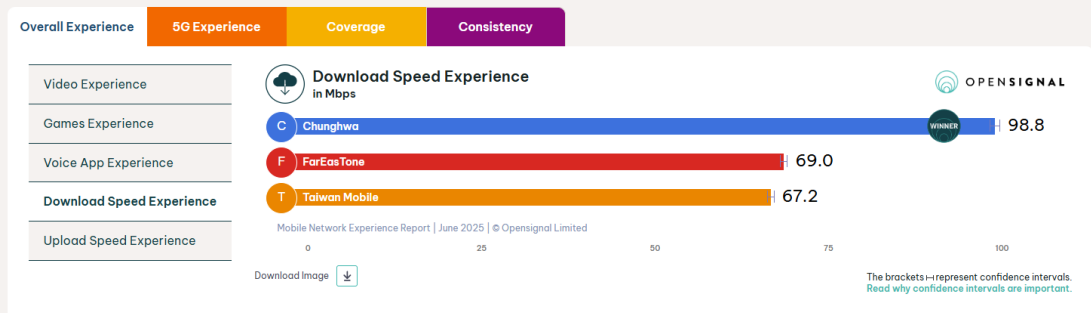 Overall Experience
5G Experience
Coverage
Consistency
Video Experience
Games Experience
Voice App Experience
Download Speed Experience
Upload Speed Experience
Download Speed Experience
in Mbps
OPENSIGNAL
C Chunghwa WINNER 98.8
F FarEasTone 69.0
T Taiwan Mobile 67.2
Mobile Network Experience Report | June 2025 | © Opensignal Limited
0 25 50 75 100
Download Image
The brackets represent confidence intervals.
Read why confidence intervals are important.